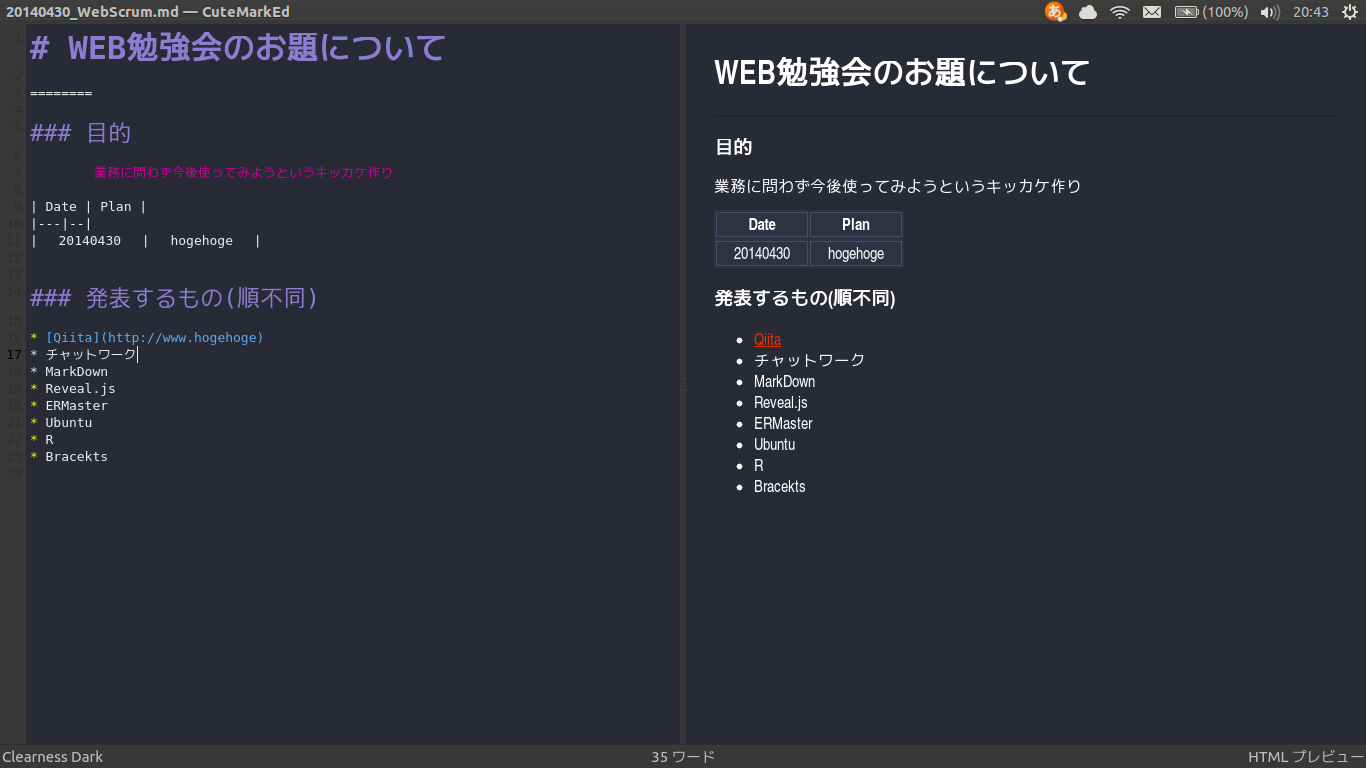 20140430_WebScrum.md — CuteMarkEd
(100%) 20:43
1 # WEB勉強会のお題について
2
3 ========
4
5 ### 目的
6
7 業務に問わず今後使ってみようというキッカケ作り
8
9 | Date | Plan |
10 |---|--|
11 | 20140430 | hogehoge |
12
13
14 ### 発表するもの(順不同)
15
16 * [Qiita](http://www.hogehoge)
17 * チャットワーク
18 * MarkDown
19 * Reveal.js
20 * ERMaster
21 * Ubuntu
22 * R
23 * Bracekts
24
WEB勉強会のお題について
目的
業務に問わず今後使ってみようというキッカケ作り
Date Plan
20140430 hogehoge
発表するもの(順不同)
Qiita
チャットワーク
MarkDown
Reveal.js
ERMaster
Ubuntu
R
Bracekts
Clearness Dark 35 ワード HTML プレビュー